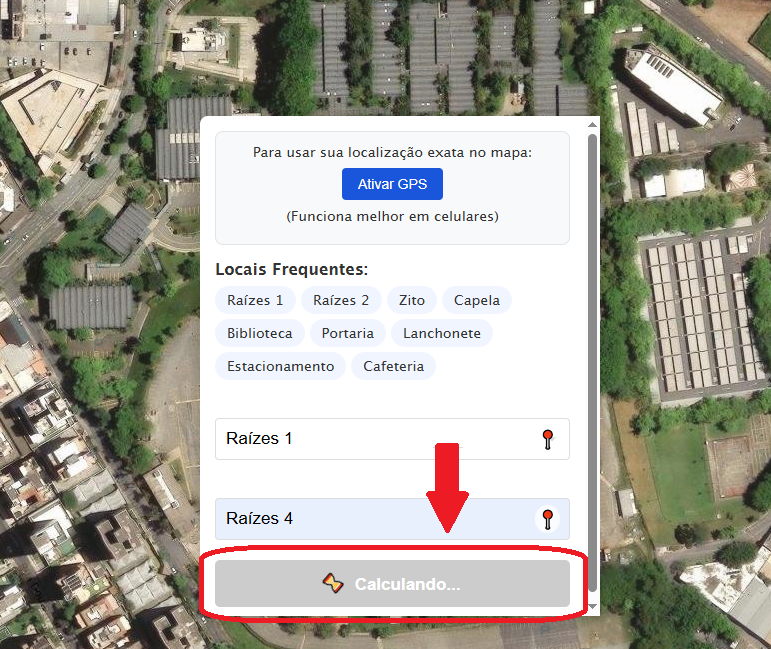 Para usar sua localização exata no mapa:
Ativar GPS
(Funciona melhor em celulares)
Locais Frequentes:
Raízes 1 Raízes 2 Zito Capela
Biblioteca Portaria Lanchonete
Estacionamento Cafeteria
Raízes 1
Raízes 4
Calculando...